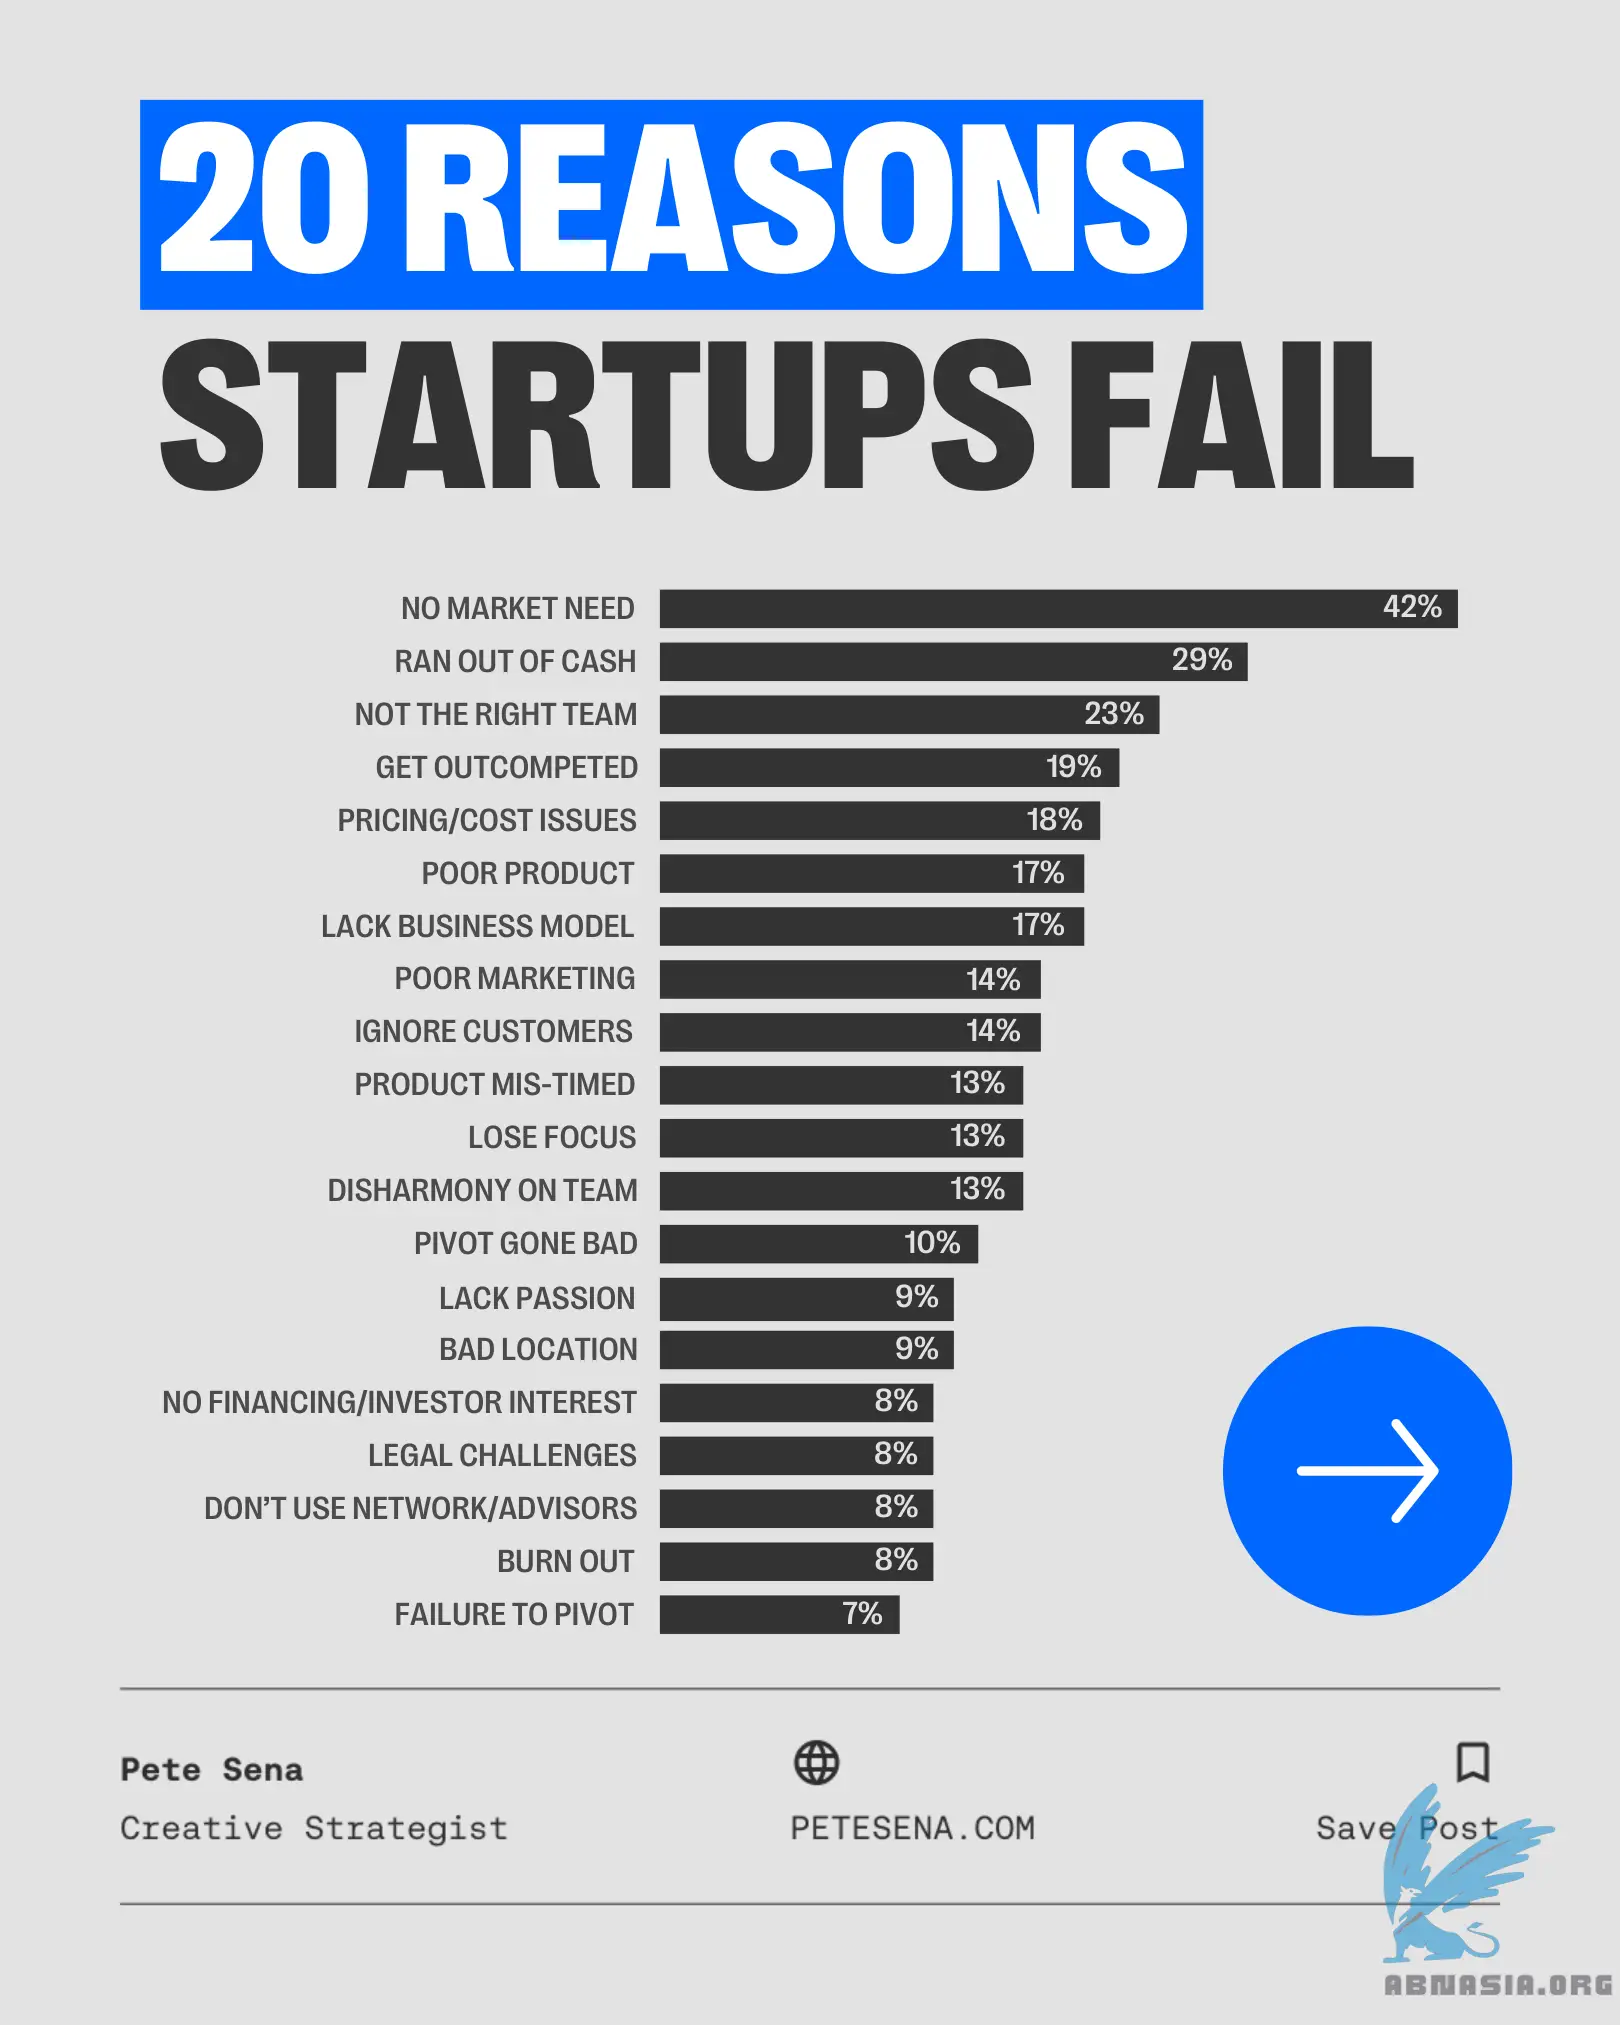 20 REASONS
STARTUPS FAIL
NO MARKET NEED 42%
RAN OUT OF CASH 29%
NOT THE RIGHT TEAM 23%
GET OUTCOMPETED 19%
PRICING/COST ISSUES 18%
POOR PRODUCT 17%
LACK BUSINESS MODEL 17%
POOR MARKETING 14%
IGNORE CUSTOMERS 14%
PRODUCT MIS-TIMED 13%
LOSE FOCUS 13%
DISHARMONY ON TEAM 13%
PIVOT GONE BAD 10%
LACK PASSION 9%
BAD LOCATION 9%
NO FINANCING/INVESTOR INTEREST 8%
LEGAL CHALLENGES 8%
DON'T USE NETWORK/ADVISORS 8%
BURN OUT 8%
FAILURE TO PIVOT 7%
Pete Sena
Creative Strategist
PETESENA.COM
Save Post
ABNASIA.ORG